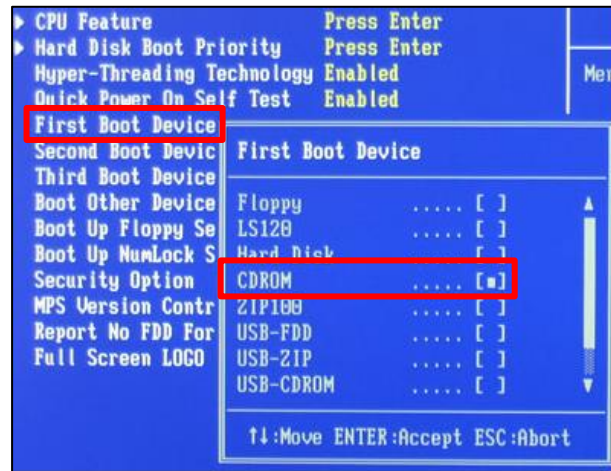 ▶ CPU Feature Press Enter
▶ Hard Disk Boot Priority Press Enter
Hyper-Threading Technology Enabled
Quick Power On Self Test Enabled
First Boot Device
Second Boot Devic
Third Boot Device
Boot Other Device
Boot Up Floppy Se
Boot Up NumLock S
Security Option
MPS Version Contr
Report No FDD For
Full Screen LOGO
Men
First Boot Device
Floppy ..... [ ]
LS120 ..... [ ]
Hard Disk ..... [ ]
CDROM ..... [■]
ZIP100 ..... [ ]
USB-FDD ..... [ ]
USB-ZIP ..... [ ]
USB-CDROM ..... [ ]
↑↓:Move ENTER:Accept ESC:Abort